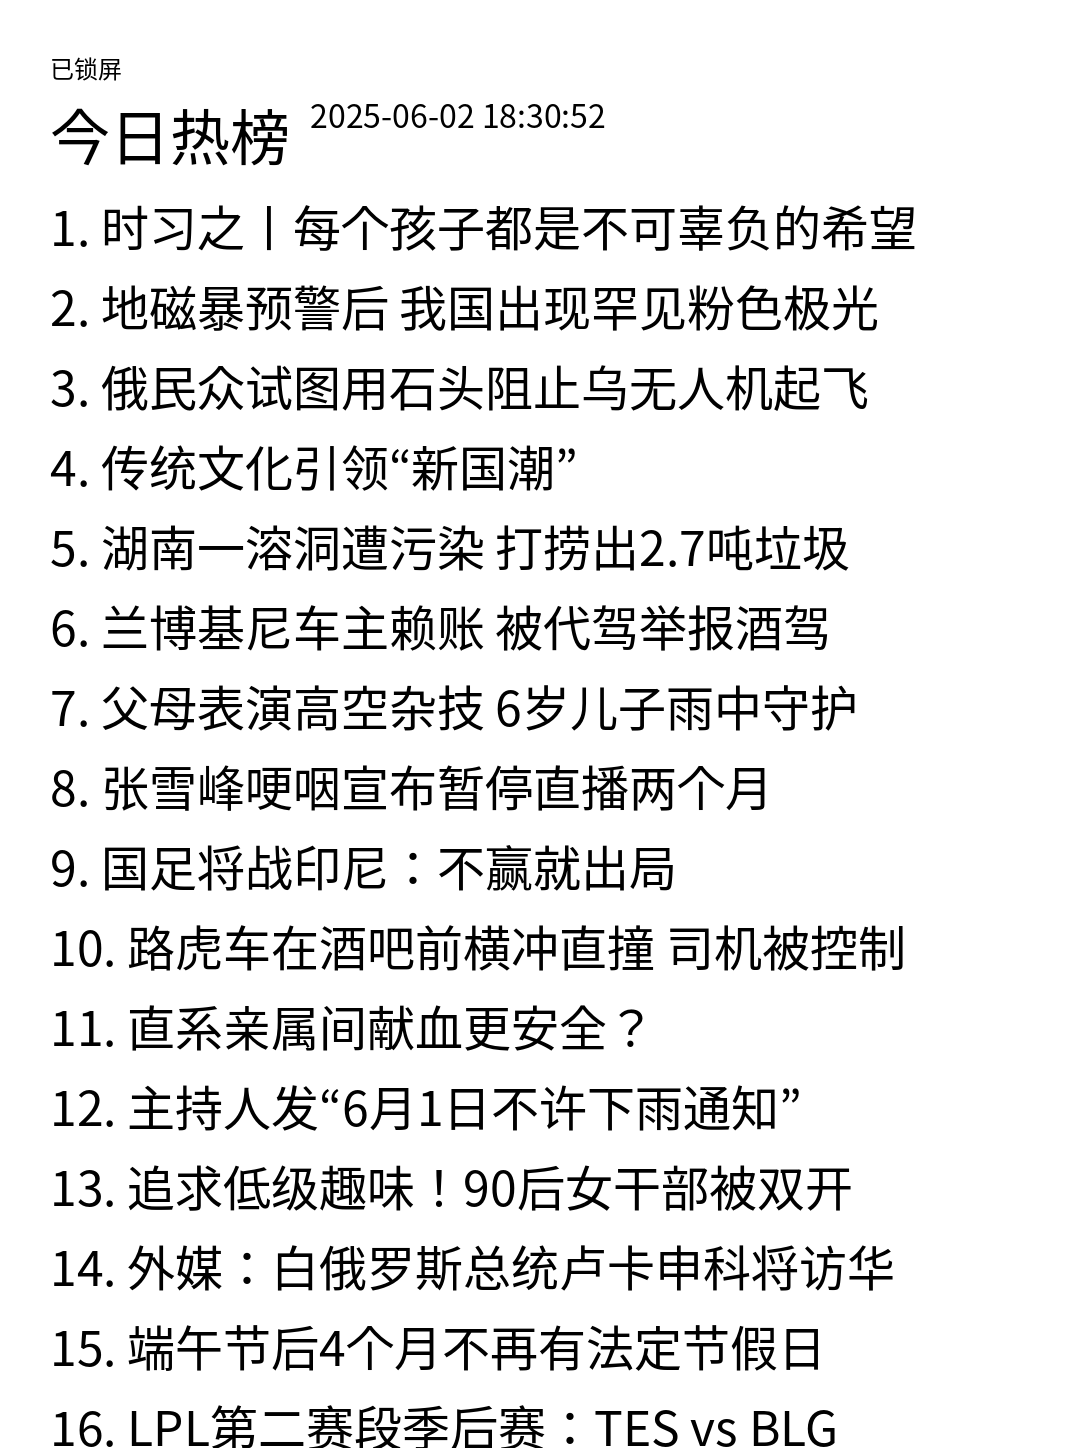 已锁屏
今日热榜 2025-06-02 18:30:52
1. 时习之丨每个孩子都是不可辜负的希望
2. 地磁暴预警后 我国出现罕见粉色极光
3. 俄民众试图用石头阻止乌无人机起飞
4. 传统文化引领“新国潮”
5. 湖南一溶洞遭污染 打捞出2.7吨垃圾
6. 兰博基尼车主赖账 被代驾举报酒驾
7. 父母表演高空杂技 6岁儿子雨中守护
8. 张雪峰哽咽宣布暂停直播两个月
9. 国足将战印尼：不赢就出局
10. 路虎车在酒吧前横冲直撞 司机被控制
11. 直系亲属间献血更安全？
12. 主持人发“6月1日不许下雨通知”
13. 追求低级趣味！90后女干部被双开
14. 外媒：白俄罗斯总统卢卡申科将访华
15. 端午节后4个月不再有法定节假日
16. LPL第二赛段季后赛：TES vs BLG